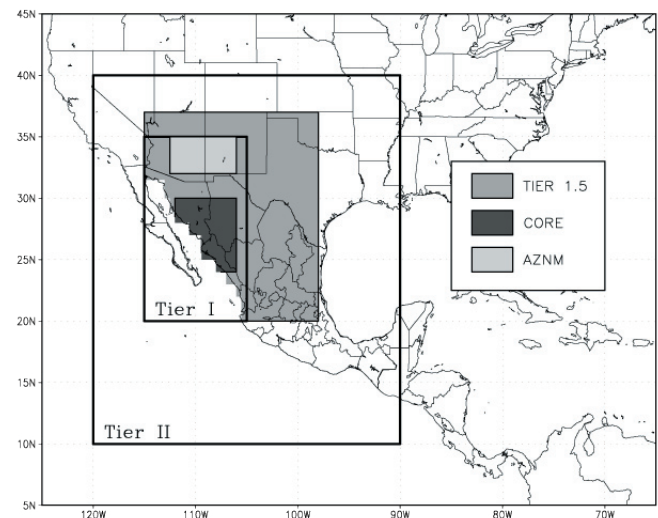 45N
40N
35N
30N
25N
20N
15N
10N
5N
120W
110W
100W
90W
80W
70W
TIER 1.5
CORE
AZNM
Tier I
Tier II